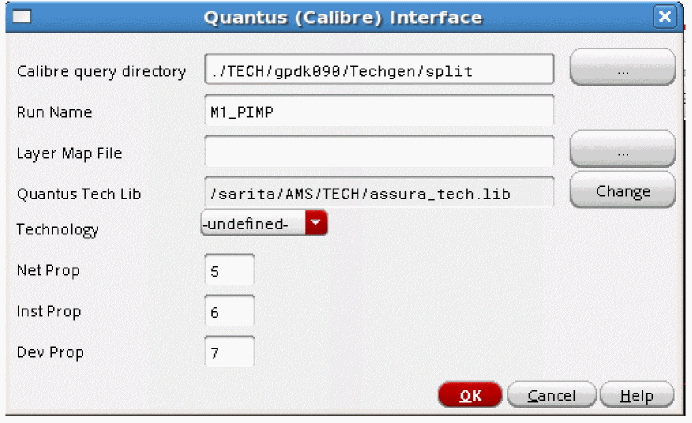 Quantus (Calibre) Interface
Calibre query directory ./TECH/gpdk090/Techgen/split ...
Run Name M1_PIMP
Layer Map File ...
Quantus Tech Lib /sarita/AMS/TECH/assura_tech.lib Change
Technology -undefined-
Net Prop 5
Inst Prop 6
Dev Prop 7
OK Cancel Help